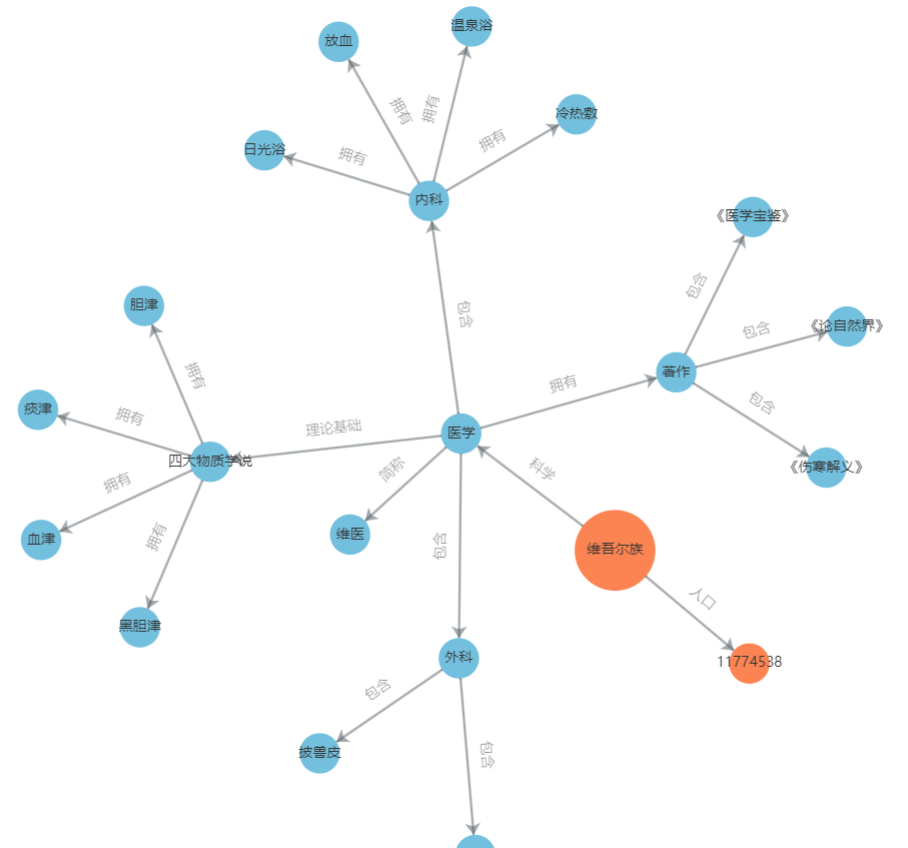 温泉浴
放血
冷热敷
拥有
拥有
拥有
日光浴
拥有
内科
《医学宝鉴》
包含
胆津
包含
《论自然界》
包含
著作
拥有
拥有
包含
痰津
拥有
理论基础
医学
四大物质学说
简称
科学
《伤寒解义》
拥有
血津
拥有
维医
包含
维吾尔族
人口
黑胆津
外科
11774538
包含
披兽皮
包含